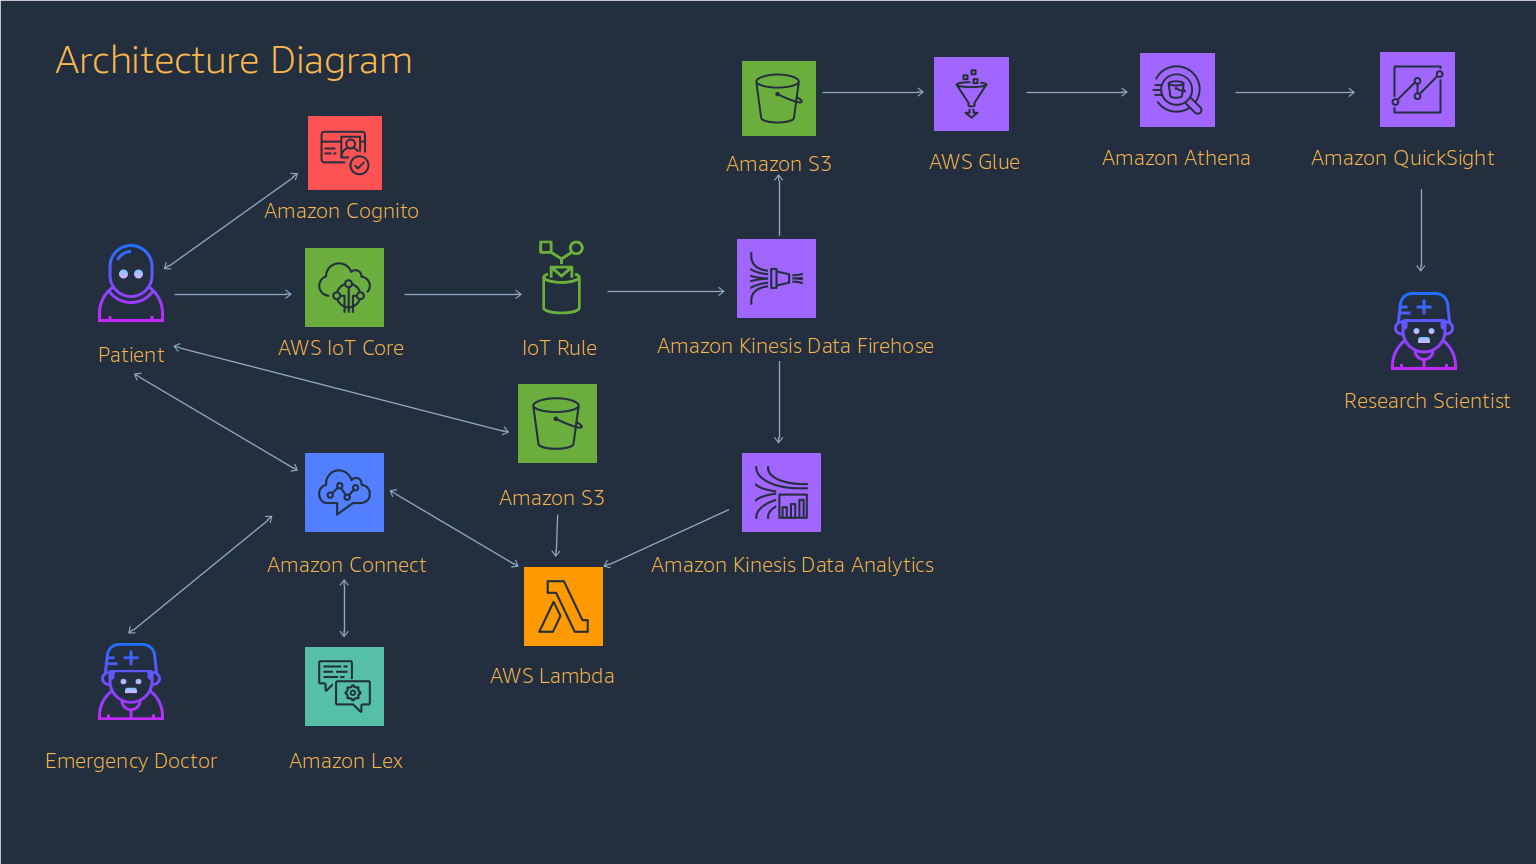 Architecture Diagram
Amazon Cognito
Patient
AWS IoT Core
IoT Rule
Amazon Kinesis Data Firehose
Amazon S3
AWS Glue
Amazon Athena
Amazon QuickSight
Research Scientist
Amazon S3
Amazon Connect
Amazon Kinesis Data Analytics
AWS Lambda
Emergency Doctor
Amazon Lex